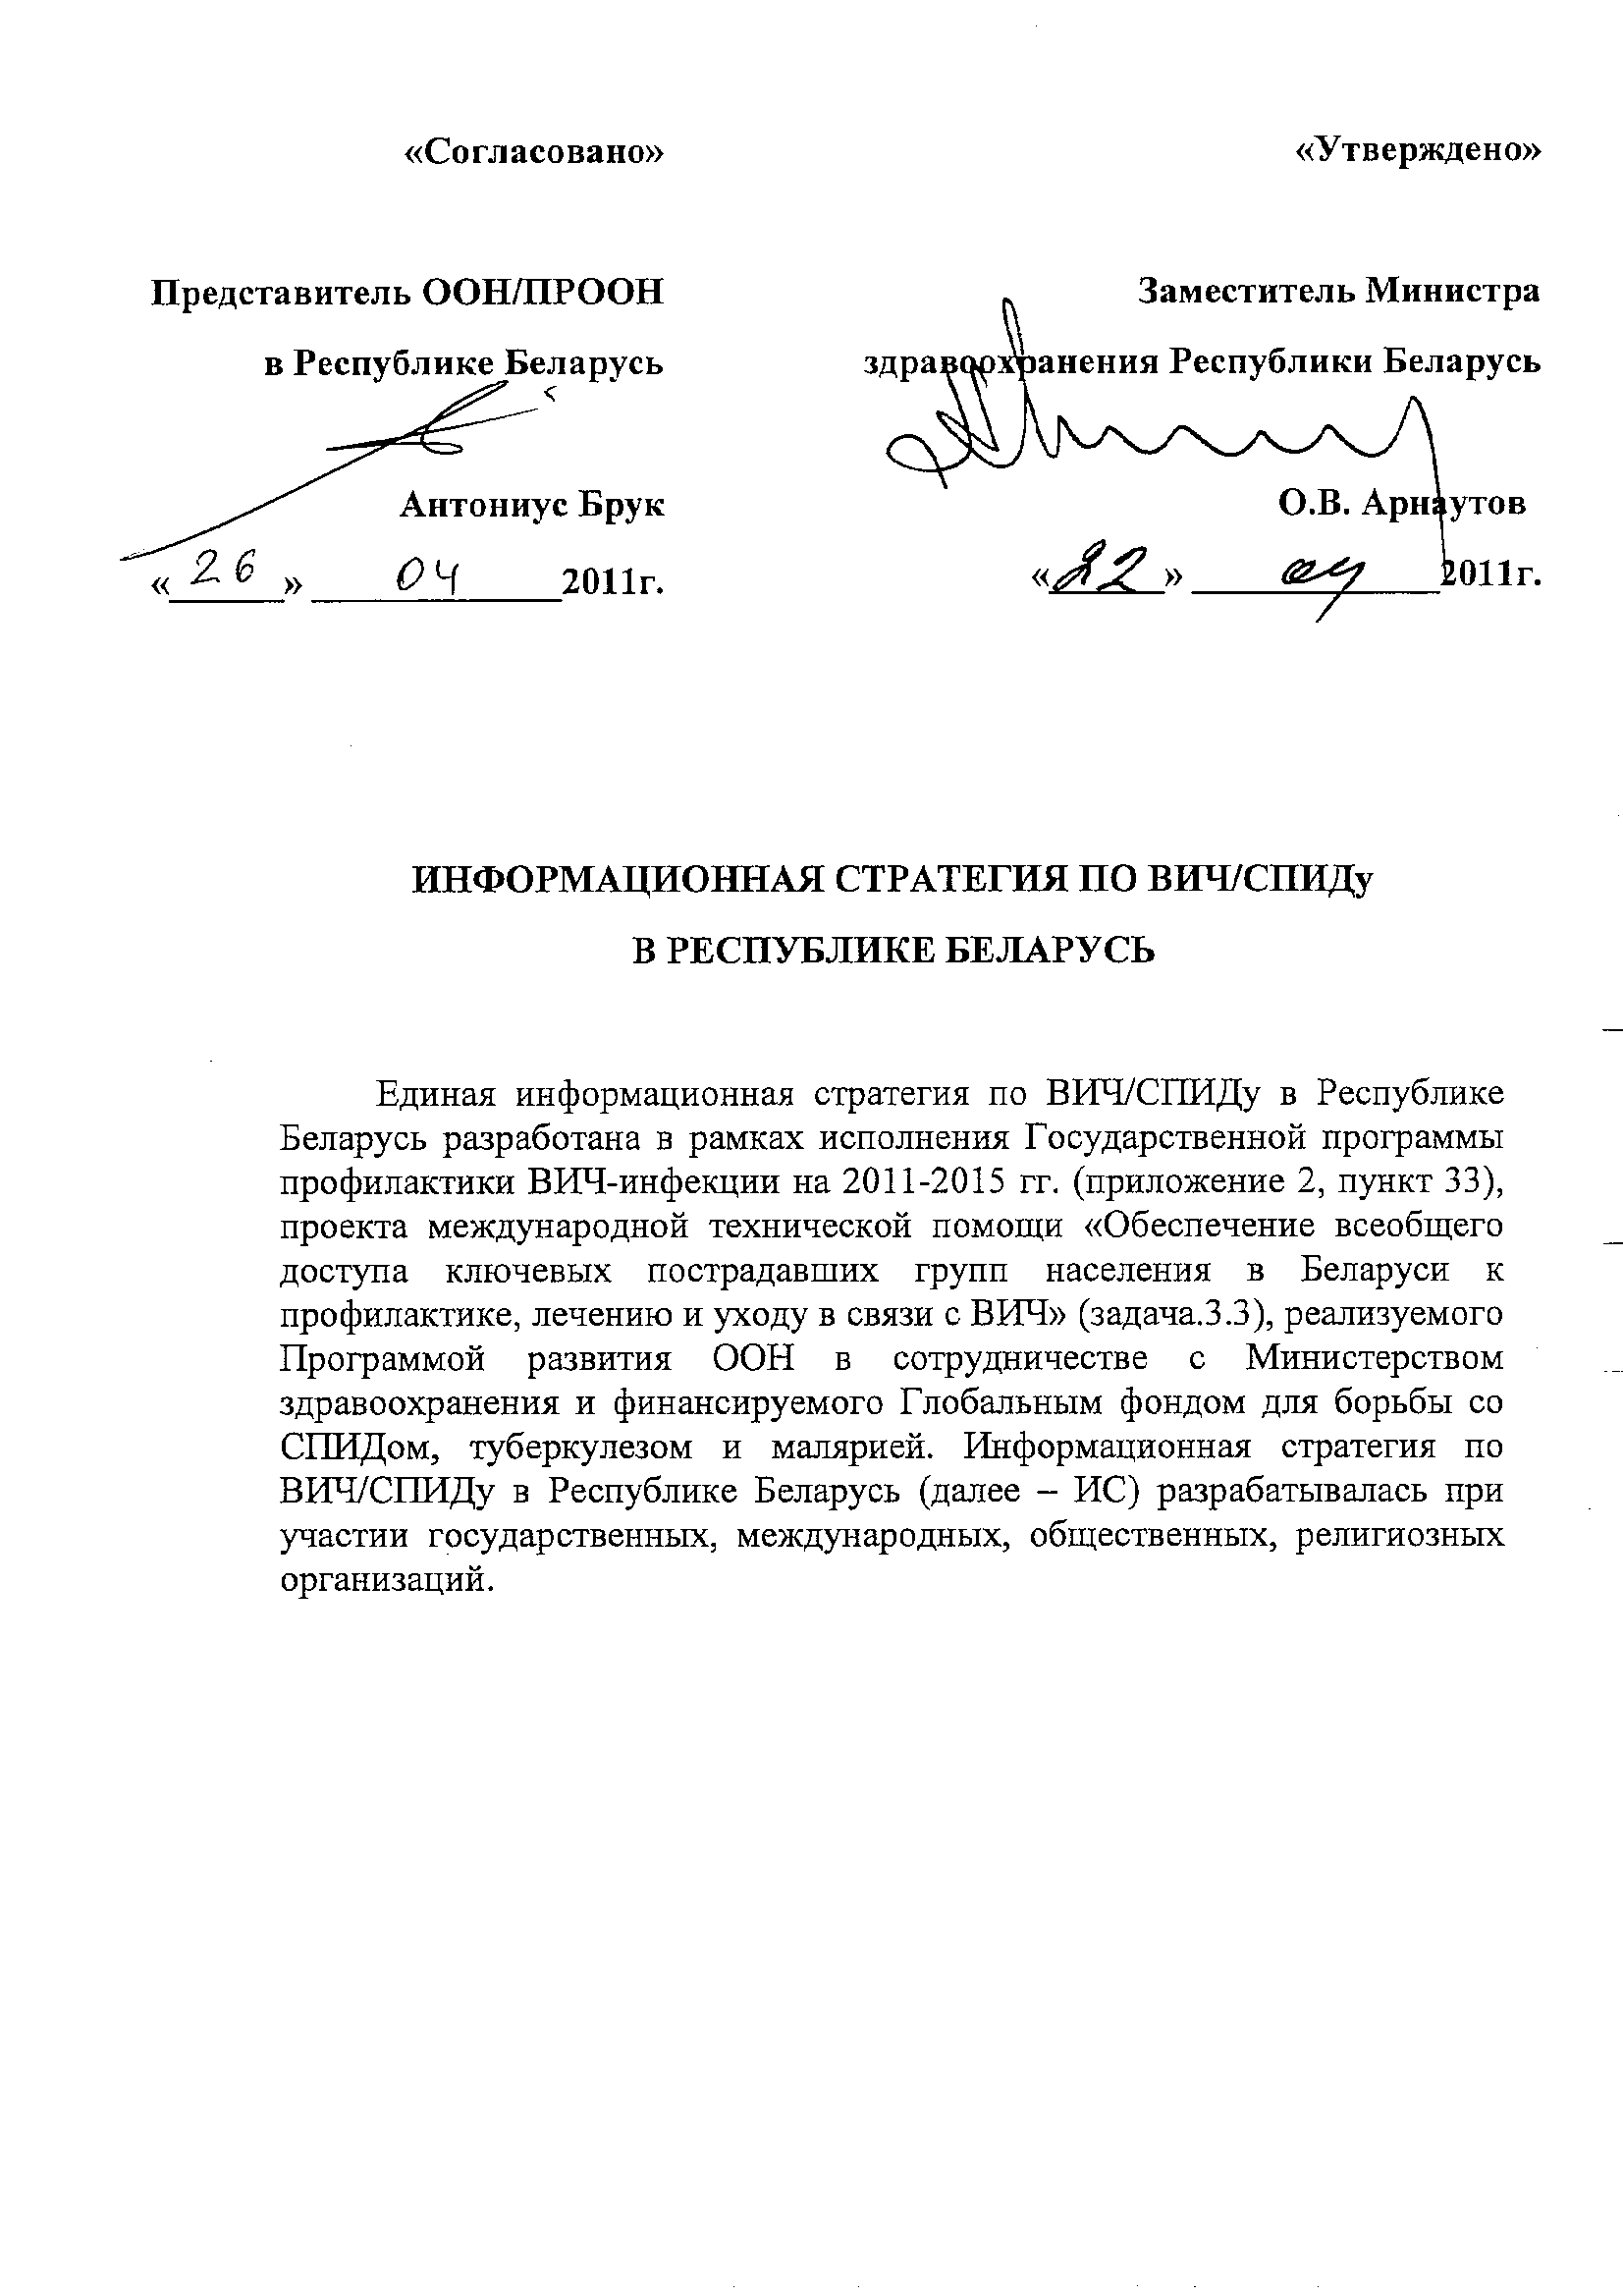 «Согласовано»
Представитель ООН/ПРООН
в Республике Беларусь
Антониус Брук
«26» 04 2011г.
«Утверждено»
Заместитель Министра
здравоохранения Республики Беларусь
О.В. Арнаутов
«22» 04 2011г.
ИНФОРМАЦИОННАЯ СТРАТЕГИЯ ПО ВИЧ/СПИДу
В РЕСПУБЛИКЕ БЕЛАРУСЬ
Единая информационная стратегия по ВИЧ/СПИДу в Республике
Беларусь разработана в рамках исполнения Государственной программы
профилактики ВИЧ-инфекции на 2011-2015 гг. (приложение 2, пункт 33),
проекта международной технической помощи «Обеспечение всеобщего
доступа ключевых пострадавших групп населения в Беларуси к
профилактике, лечению и уходу в связи с ВИЧ» (задача.3.3), реализуемого
Программой развития ООН в сотрудничестве с Министерством
здравоохранения и финансируемого Глобальным фондом для борьбы со
СПИДом, туберкулезом и малярией. Информационная стратегия по
ВИЧ/СПИДу в Республике Беларусь (далее – ИС) разрабатывалась при
участии государственных, международных, общественных, религиозных
организаций.